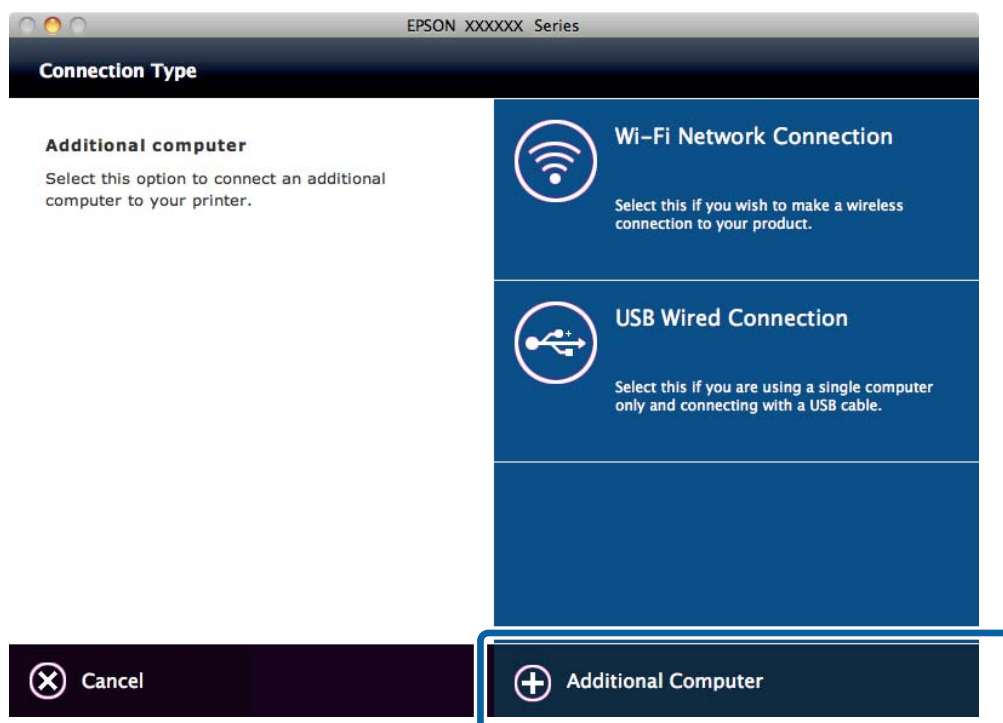 EPSON XXXXXX Series
Connection Type
Additional computer
Select this option to connect an additional
computer to your printer.
Wi-Fi Network Connection
Select this if you wish to make a wireless
connection to your product.
USB Wired Connection
Select this if you are using a single computer
only and connecting with a USB cable.
Cancel
Additional Computer